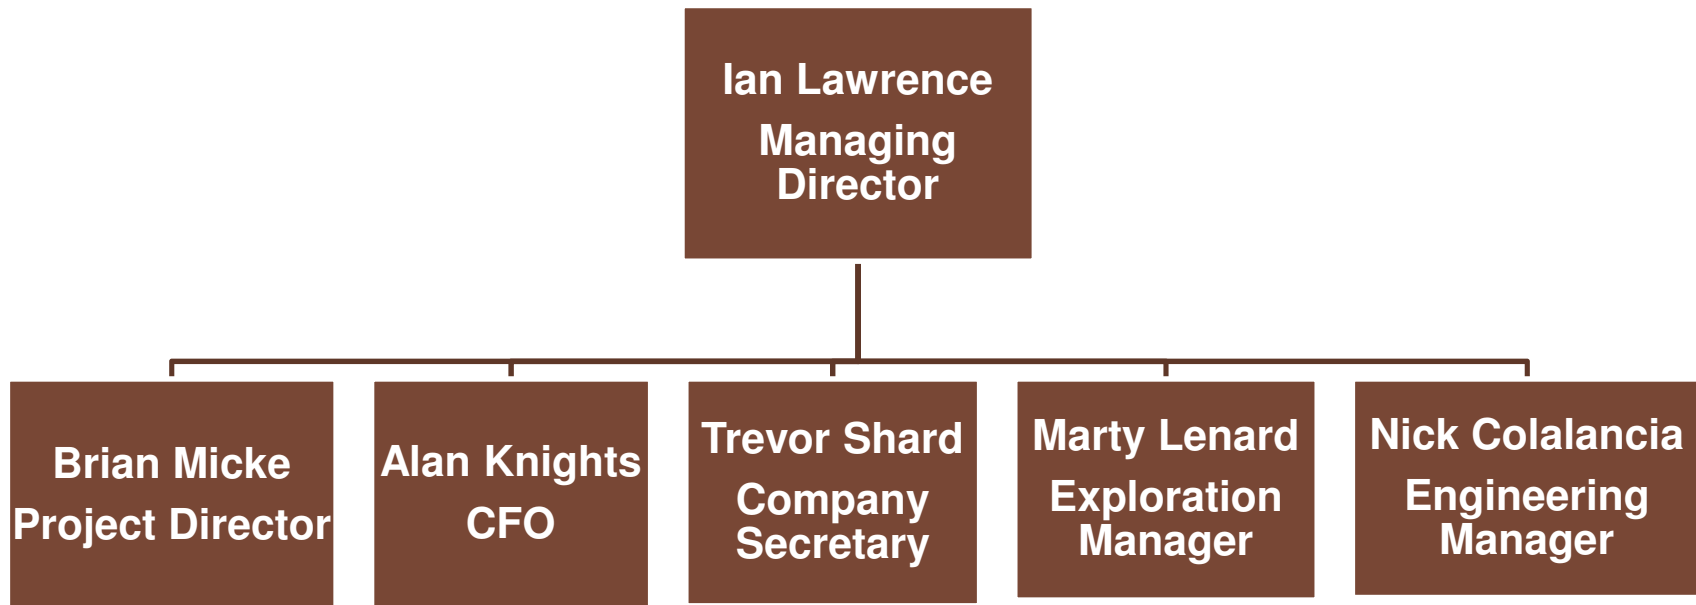 Ian Lawrence
Managing
Director
Brian Micke
Project Director
Alan Knights
CFO
Trevor Shard
Company
Secretary
Marty Lenard
Exploration
Manager
Nick Colalancia
Engineering
Manager